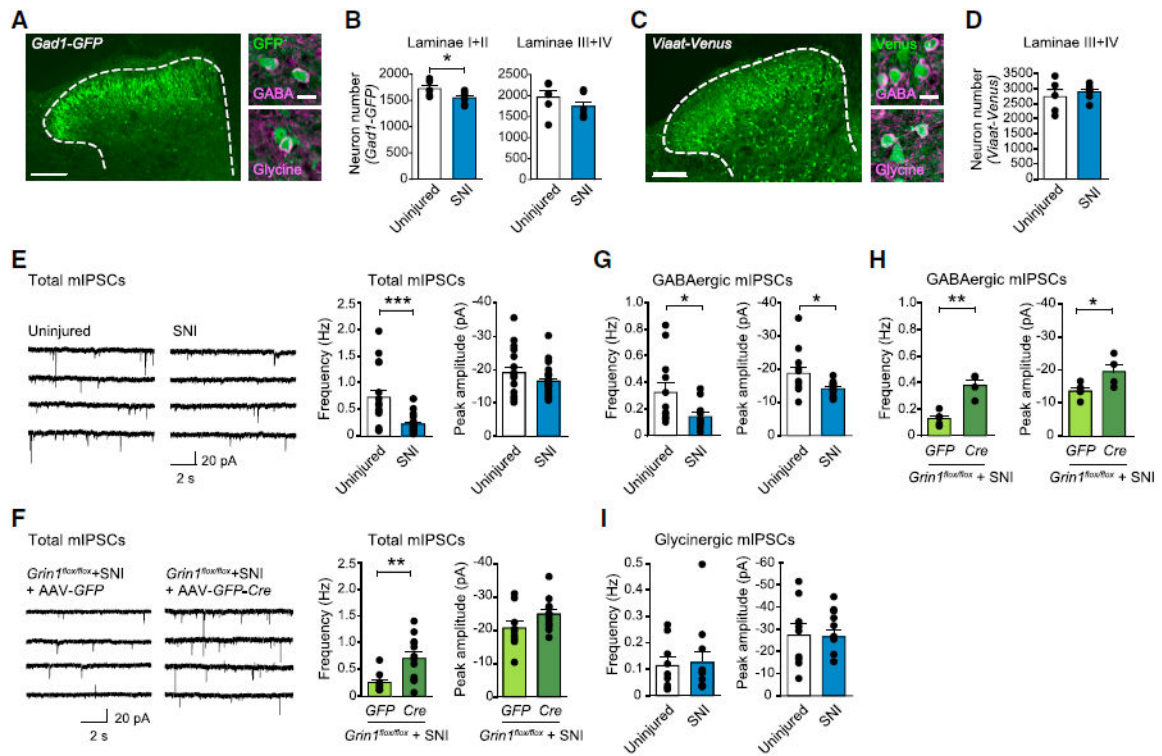 A
Gad1-GFP
GFP
GABA
Glycine
B
Laminae I+II
Laminae III+IV
*
Neuron number
(Gad1-GFP)
2000
1500
1000
500
0
2500
2000
1500
1000
500
0
Uninjured
SNI
Uninjured
SNI
C
Viaat-Venus
Venus
GABA
Glycine
D
Laminae III+IV
Neuron number
(Viaat-Venus)
3500
3000
2500
2000
1500
1000
500
0
Uninjured
SNI
E
Total mIPSCs
Uninjured
SNI
20 pA
2 s
Total mIPSCs
***
Frequency (Hz)
2.5
2.0
1.5
1.0
0.5
0
Uninjured
SNI
Peak amplitude (pA)
-40
-30
-20
-10
0
Uninjured
SNI
G
GABAergic mIPSCs
*
Frequency (Hz)
1.0
0.8
0.6
0.4
0.2
0
Uninjured
SNI
*
Peak amplitude (pA)
-40
-30
-20
-10
0
Uninjured
SNI
H
GABAergic mIPSCs
**
Frequency (Hz)
1.0
0.8
0.6
0.4
0.2
0
GFP Cre
Grin1flox/flox + SNI
*
Peak amplitude (pA)
-40
-30
-20
-10
0
GFP Cre
Grin1flox/flox + SNI
F
Total mIPSCs
Grin1flox/flox+SNI
+ AAV-GFP
Grin1flox/flox+SNI
+ AAV-GFP-Cre
20 pA
2 s
Total mIPSCs
**
Frequency (Hz)
2.5
2.0
1.5
1.0
0.5
0
GFP Cre
Grin1flox/flox + SNI
Peak amplitude (pA)
-40
-30
-20
-10
0
GFP Cre
Grin1flox/flox + SNI
I
Glycinergic mIPSCs
Frequency (Hz)
0.5
0.4
0.3
0.2
0.1
0
Uninjured
SNI
Peak amplitude (pA)
-60
-50
-40
-30
-20
-10
0
Uninjured
SNI